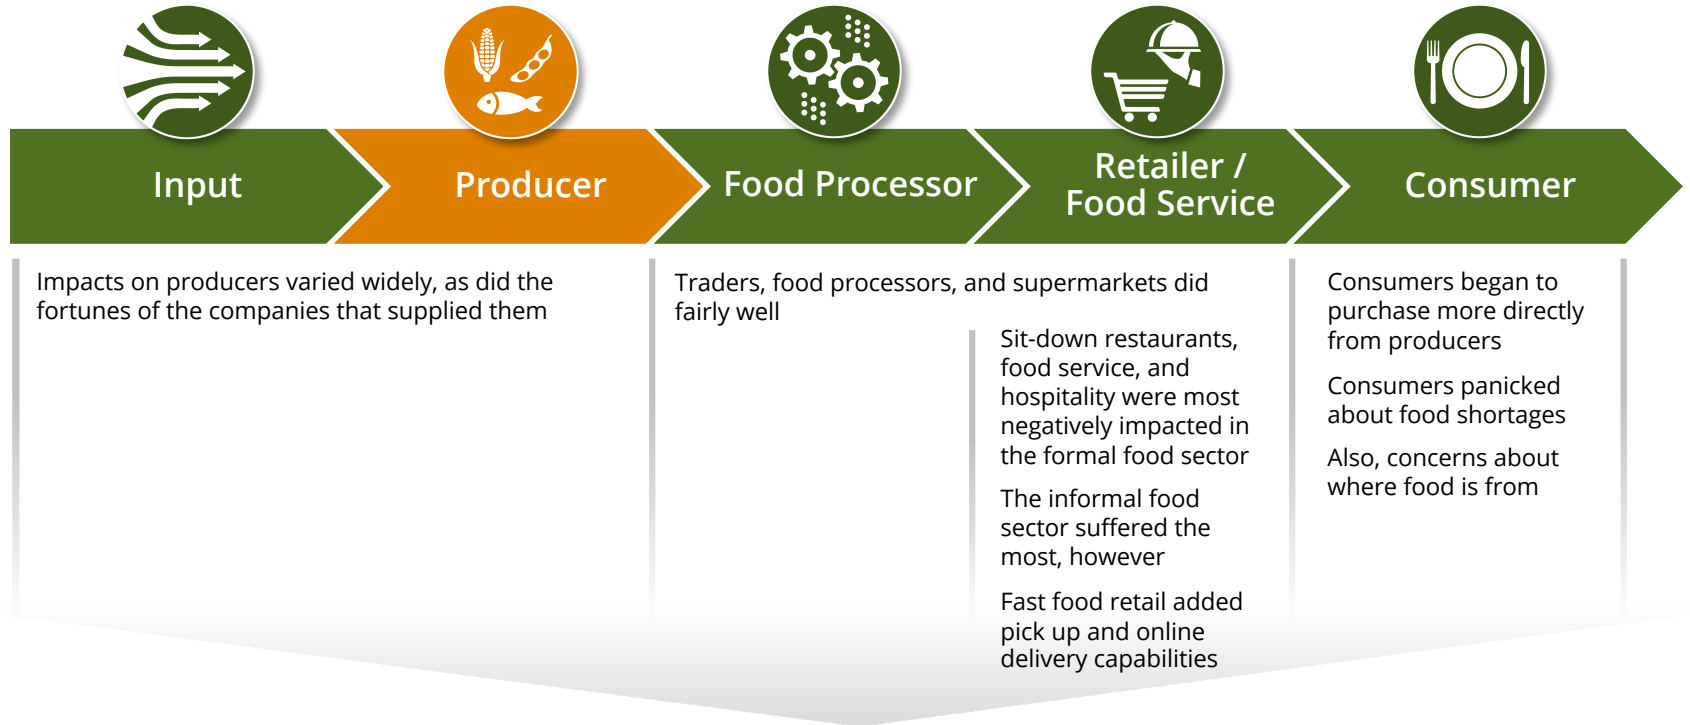 Input
Producer
Food Processor
Retailer /
Food Service
Consumer
Impacts on producers varied widely, as did the
fortunes of the companies that supplied them
Traders, food processors, and supermarkets did
fairly well
Sit-down restaurants,
food service, and
hospitality were most
negatively impacted in
the formal food sector
The informal food
sector suffered the
most, however
Fast food retail added
pick up and online
delivery capabilities
Consumers began to
purchase more directly
from producers
Consumers panicked
about food shortages
Also, concerns about
where food is from